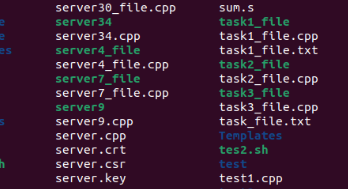 server30_file.cpp sum.s
server34 task1_file
server34.cpp task1_file.cpp
es server4_file task1_file.txt
server4_file.cpp task2_file
server7_file task2_file.cpp
server7_file.cpp task3_file
server9 task3_file.cpp
s server9.cpp task_file.txt
server.cpp Templates
server.crt tes2.sh
h server.csr test
server.key test1.cpp